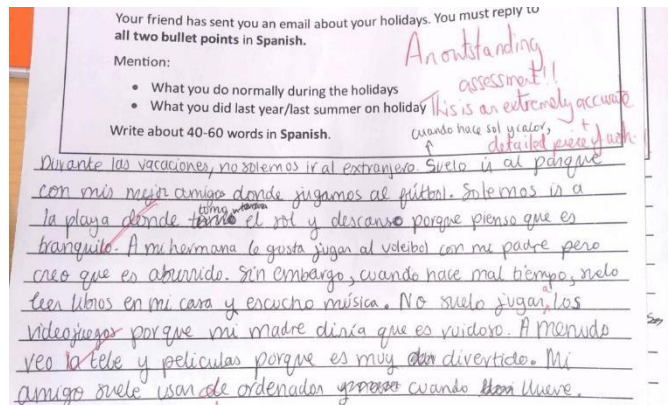 Your friend has sent you an email about your holidays. You must reply to
all two bullet points in Spanish.
Mention:
• What you do normally during the holidays
• What you did last year/last summer on holiday
Write about 40-60 words in Spanish.
An outstanding
assessment!!
This is an extremely accurate
+ detailed piece of work.
cuando hace sol y calor,
Durante las vacaciones, no solemos ir al extranjero. Suelo ir al parque
con mis mejor amigo donde jugamos al fútbol. Solemos ir a
la playa donde tomo el sol y descanso porque pienso que es
tranquilo. A mi hermana le gusta jugar al voleibol con mi padre pero
creo que es aburrido. Sin embargo, cuando hace mal tiempo, suelo
leer libros en mi casa y escucho música. No suelo jugar a los
videojuegos porque mi madre diría que es ruidoso. A menudo
veo la tele y peliculas porque es muy divertido. Mi
amigo suele usar de ordenador cuando llueve.